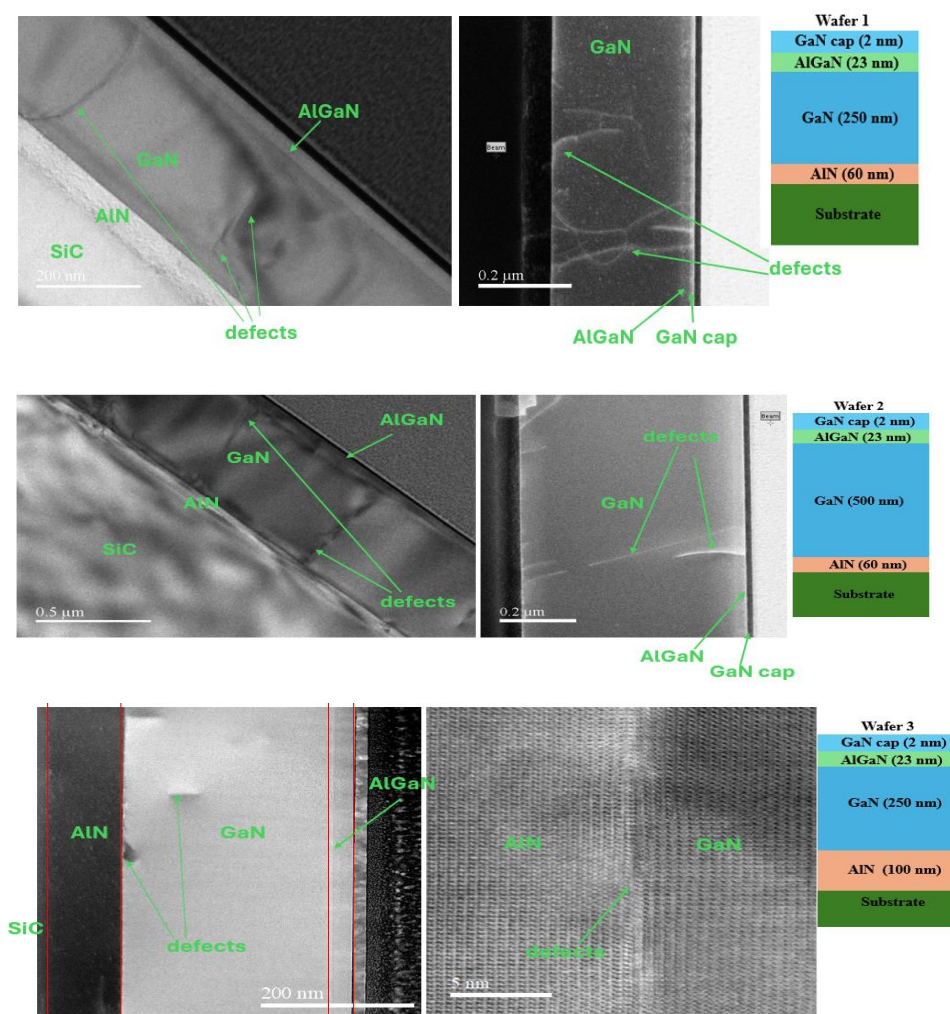 AlGaN
GaN
AlN
SiC
200 nm
defects
GaN
Beam
0.2 µm
defects
AlGaN
GaN cap
Wafer 1
GaN cap (2 nm)
AlGaN (23 nm)
GaN (250 nm)
AlN (60 nm)
Substrate
AlGaN
GaN
AlN
SiC
defects
0.5 µm
Beam
defects
GaN
0.2 µm
AlGaN
GaN cap
Wafer 2
GaN cap (2 nm)
AlGaN (23 nm)
GaN (500 nm)
AlN (60 nm)
Substrate
AlGaN
AlN
GaN
SiC
defects
200 nm
AlN
GaN
defects
5 nm
Wafer 3
GaN cap (2 nm)
AlGaN (23 nm)
GaN (250 nm)
AlN (100 nm)
Substrate